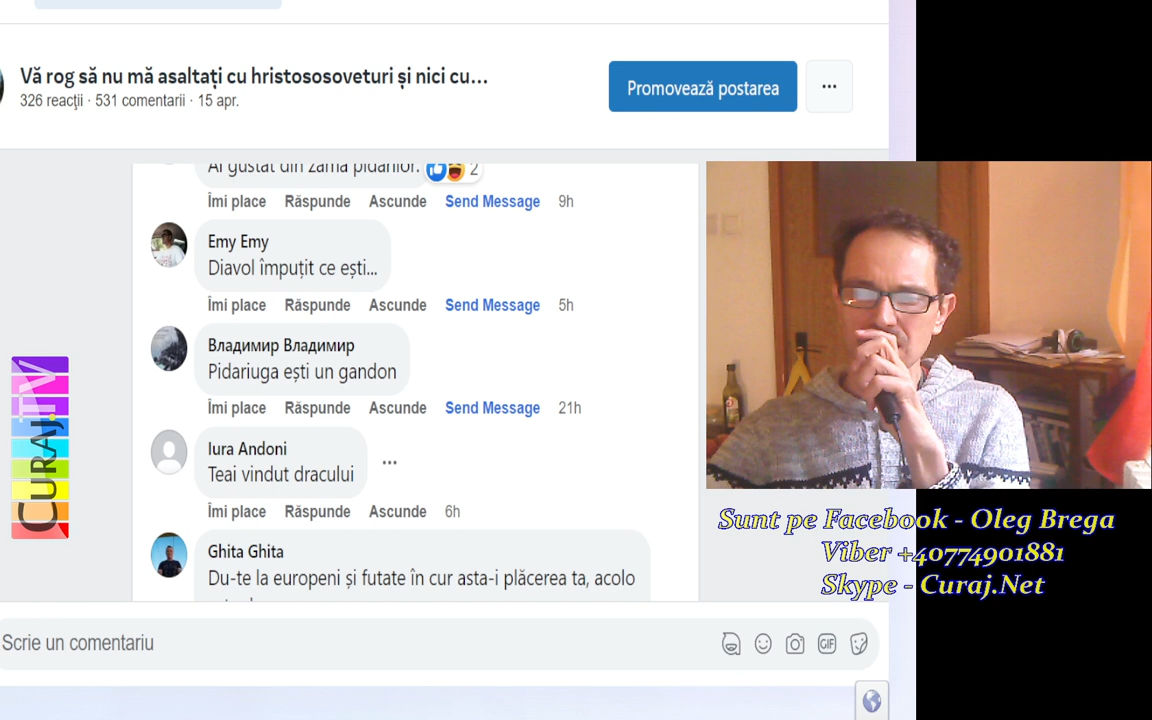 Vă rog să nu mă asaltați cu hristososoveturi și nici cu...
326 reacții · 531 comentarii · 15 apr.
Promovează postarea
Ai gustat din zama pidarilor.
2
Îmi place Răspunde Ascunde Send Message 9h
Emy Emy
Diavol împuțit ce ești...
Îmi place Răspunde Ascunde Send Message 5h
Владимир Владимир
Pidariuga ești un gandon
Îmi place Răspunde Ascunde Send Message 21h
Iura Andoni
Teai vindut dracului
Îmi place Răspunde Ascunde 6h
Ghita Ghita
Du-te la europeni și futate în cur asta-i plăcerea ta, acolo
Scrie un comentariu
GIF
CURAJ.TV
Sunt pe Facebook - Oleg Brega
Viber +40774901881
Skype - Curaj.Net